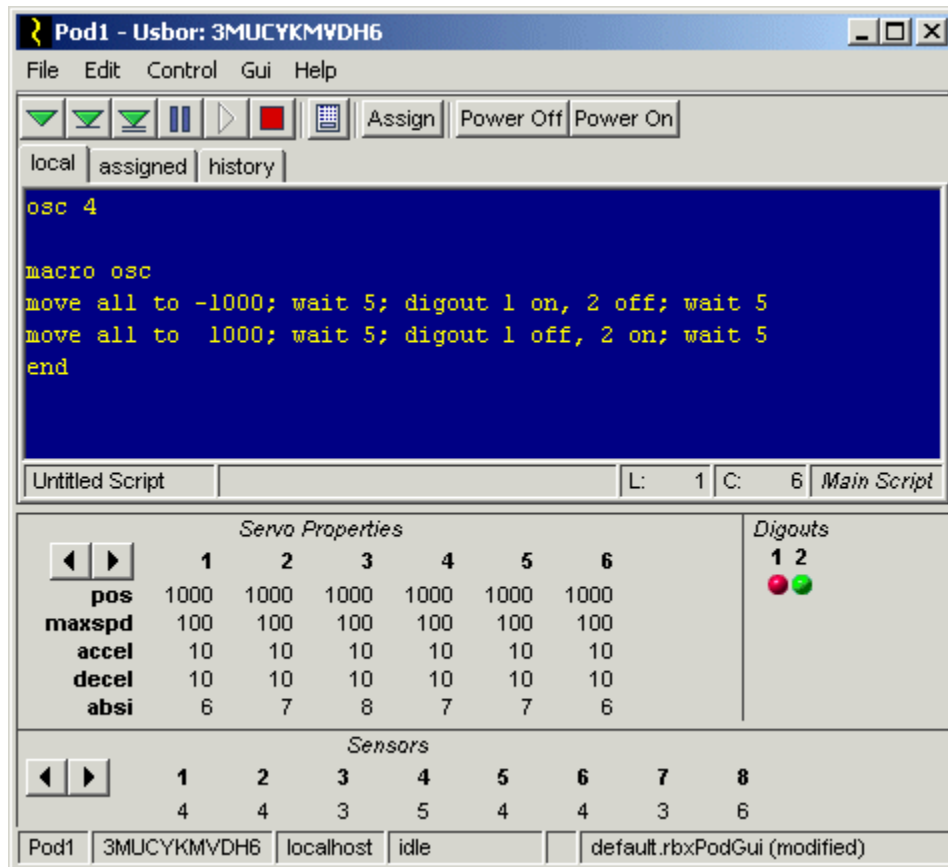 Pod1 - Usbor: 3MUCYKMVDH6
File Edit Control Gui Help
Assign Power Off Power On
local assigned history
osc 4
macro osc
move all to -1000; wait 5; digout 1 on, 2 off; wait 5
move all to 1000; wait 5; digout 1 off, 2 on; wait 5
end
Untitled Script L: 1 C: 6 Main Script
Servo Properties Digouts
1 2 3 4 5 6 1 2
pos 1000 1000 1000 1000 1000 1000
maxspd 100 100 100 100 100 100
accel 10 10 10 10 10 10
decel 10 10 10 10 10 10
absi 6 7 8 7 7 6
Sensors
1 2 3 4 5 6 7 8
4 4 3 5 4 4 3 6
Pod1 3MUCYKMVDH6 localhost idle default.rbxPodGui (modified)